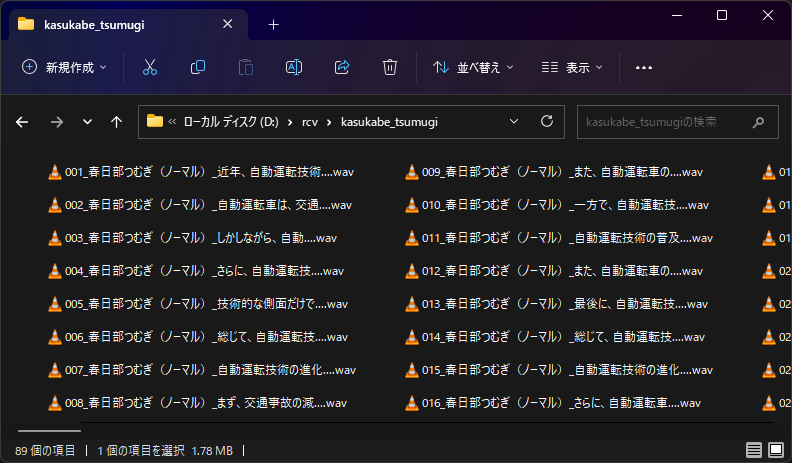 kasukabe_tsumugi
新規作成
並べ替え
表示
« ローカル ディスク (D:) › rcv › kasukabe_tsumugi
kasukabe_tsumugiの検索
001_春日部つむぎ（ノーマル）_近年、自動運転技術....wav
002_春日部つむぎ（ノーマル）_自動運転車は、交通....wav
003_春日部つむぎ（ノーマル）_しかしながら、自動....wav
004_春日部つむぎ（ノーマル）_さらに、自動運転技....wav
005_春日部つむぎ（ノーマル）_技術的な側面だけで....wav
006_春日部つむぎ（ノーマル）_総じて、自動運転技....wav
007_春日部つむぎ（ノーマル）_自動運転技術の進化....wav
008_春日部つむぎ（ノーマル）_まず、交通事故の減....wav
009_春日部つむぎ（ノーマル）_また、自動運転車の....wav
010_春日部つむぎ（ノーマル）_一方で、自動運転技....wav
011_春日部つむぎ（ノーマル）_自動運転技術の普及....wav
012_春日部つむぎ（ノーマル）_また、自動運転車の....wav
013_春日部つむぎ（ノーマル）_最後に、自動運転技....wav
014_春日部つむぎ（ノーマル）_総じて、自動運転技....wav
015_春日部つむぎ（ノーマル）_自動運転技術の進化....wav
016_春日部つむぎ（ノーマル）_さらに、自動運転車....wav
01
01
01
02
02
02
02
02
89 個の項目
1 個の項目を選択 1.78 MB